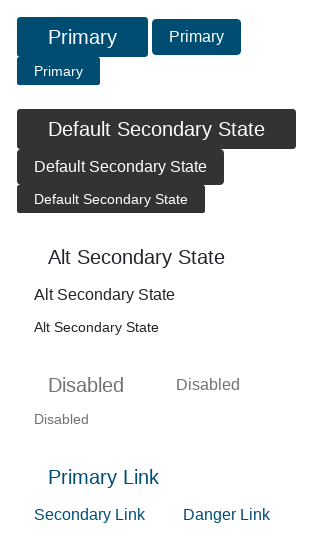 Primary Primary
Primary
Default Secondary State
Default Secondary State
Default Secondary State
Alt Secondary State
Alt Secondary State
Alt Secondary State
Disabled Disabled
Disabled
Primary Link
Secondary Link Danger Link